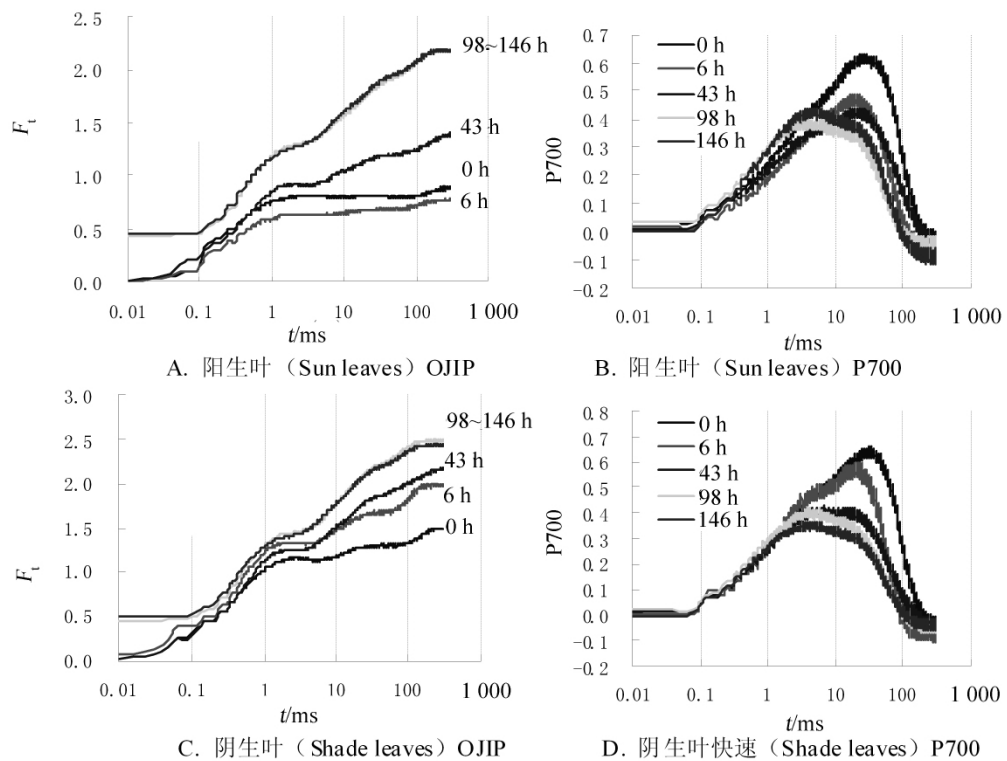 2.5
2.0
1.5
1.0
0.5
0.0
Ft
98~146 h
43 h
0 h
6 h
0.01 0.1 1 10 100 1 000
t/ms
A. 阳生叶（Sun leaves）OJIP
0.7
0.6
0.5
0.4
0.3
0.2
0.1
0.0
-0.1
-0.2
P700
0 h
6 h
43 h
98 h
146 h
0.01 0.1 1 10 100 1 000
t/ms
B. 阳生叶（Sun leaves）P700
3.0
2.5
2.0
1.5
1.0
0.5
0.0
Ft
98~146 h
43 h
6 h
0 h
0.01 0.1 1 10 100 1 000
t/ms
C. 阴生叶（Shade leaves）OJIP
0.8
0.7
0.6
0.5
0.4
0.3
0.2
0.1
0.0
-0.1
-0.2
P700
0 h
6 h
43 h
98 h
146 h
0.01 0.1 1 10 100 1 000
t/ms
D. 阴生叶快速（Shade leaves）P700